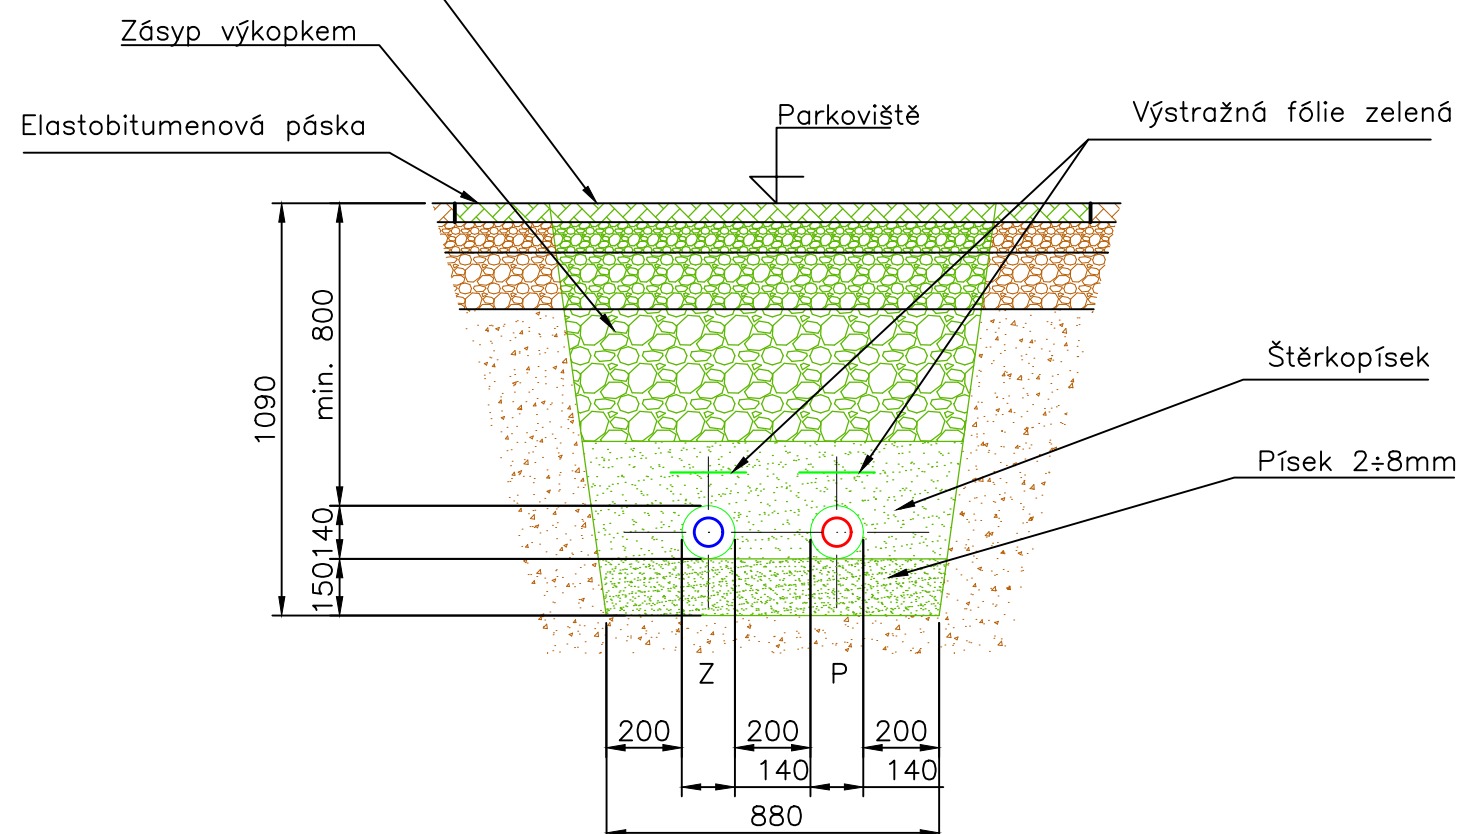 Zásyp výkopkem
Elastobitumenová páska
Parkoviště
Výstražná fólie zelená
Štěrkopísek
Písek 2÷8mm
1090
min. 800
140
150
Z
P
200
200
200
140
140
880